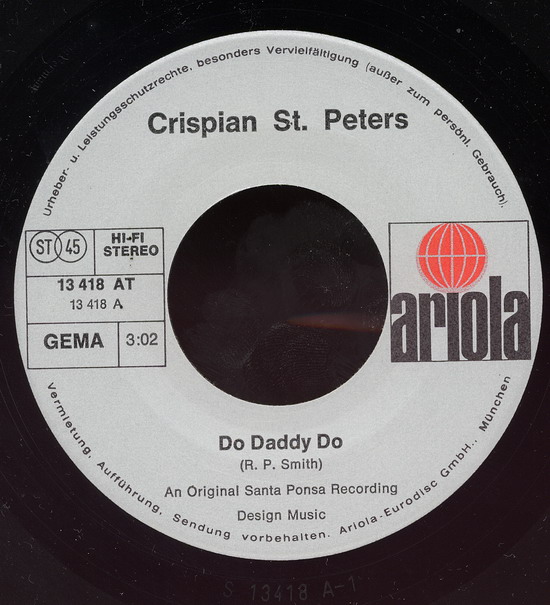 Urheber- u. Leistungsschutzrechte, besonders Vervielfältigung (außer zum persönl. Gebrauch).
Crispian St. Peters
ST 45
HI-FI
STEREO
13 418 AT
13 418 A
GEMA
3:02
ariola
Do Daddy Do
(R. P. Smith)
An Original Santa Ponsa Recording
Design Music
Vermietung, Aufführung, Sendung vorbehalten. Ariola-Eurodisc GmbH., München
S 13418 A-1